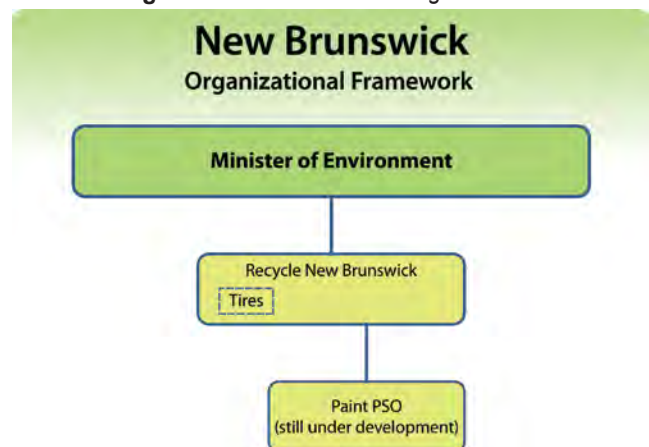 New Brunswick
Organizational Framework
Minister of Environment
Recycle New Brunswick
Tires
Paint PSO
(still under development)